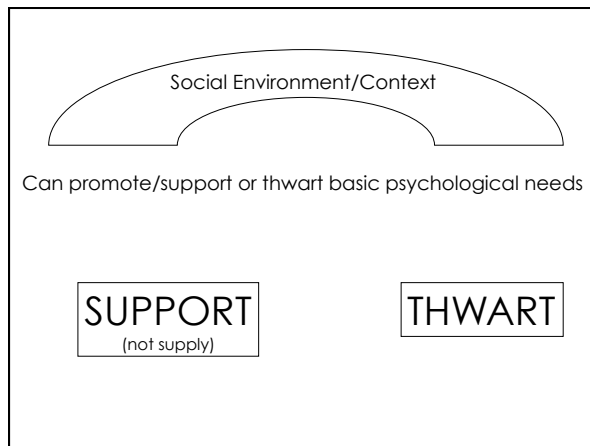 Social Environment/Context
Can promote/support or thwart basic psychological needs
SUPPORT
(not supply)
THWART